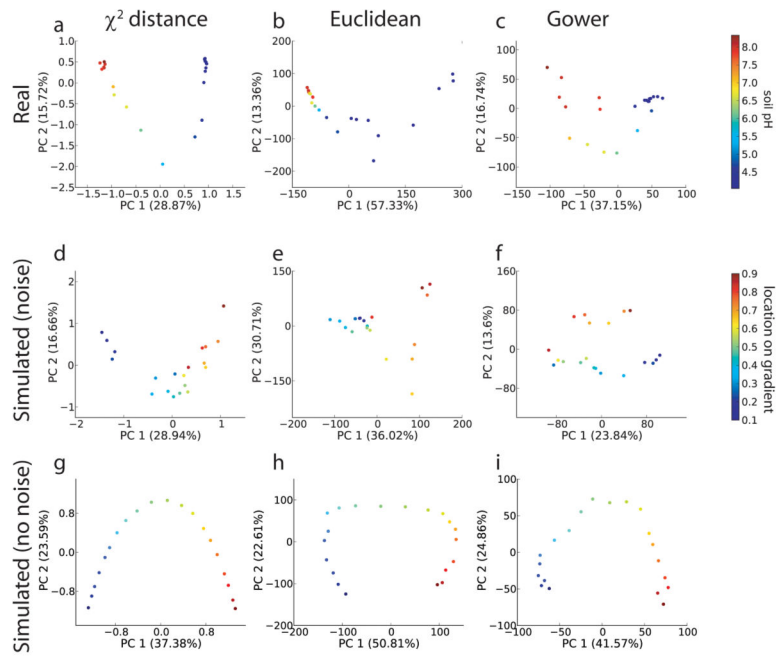 χ² distance Euclidean Gower
Real
a
1.0
0.5
0.0
−0.5
−1.0
−1.5
−2.0
−2.5
PC 2 (15.72%)
−1.5 −1.0 −0.5 0.0 0.5 1.0 1.5
PC 1 (28.87%)
b
200
100
0
−100
−200
PC 2 (13.36%)
−100 0 100 200 300
PC 1 (57.33%)
c
100
50
0
−50
−100
PC 2 (16.74%)
−150 −100 −50 0 50 100
PC 1 (37.15%)
8.0
7.5
7.0
6.5
6.0
5.5
5.0
4.5
soil pH
Simulated (noise)
d
2
1
0
−1
PC 2 (16.66%)
−2 −1 0 1
PC 1 (28.94%)
e
150
0
−150
−300
PC 2 (30.71%)
−200 −100 0 100 200
PC 1 (36.02%)
f
160
80
0
−80
PC 2 (13.6%)
−80 0 80
PC 1 (23.84%)
0.9
0.8
0.7
0.6
0.5
0.4
0.3
0.2
0.1
location on gradient
Simulated (no noise)
g
0.8
0.0
−0.8
PC 2 (23.59%)
−0.8 0.0 0.8
PC 1 (37.38%)
h
200
100
0
−100
−200
PC 2 (22.61%)
−200 −100 0 100 200
PC 1 (50.81%)
i
100
50
0
−50
−100
PC 2 (24.86%)
−100 −50 0 50 100
PC 1 (41.57%)